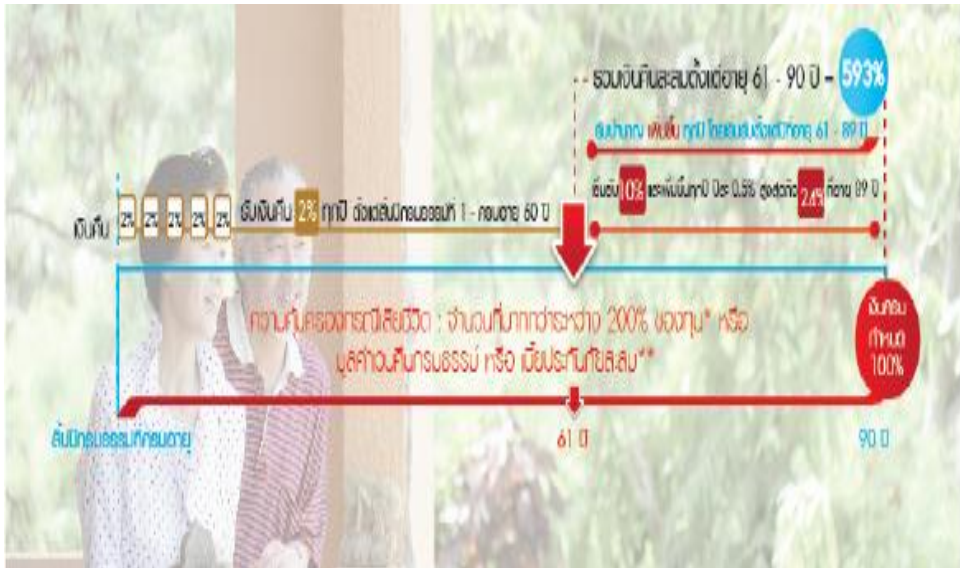 รวมเงินคืนสะสมตั้งแต่อายุ 61 - 90 ปี = 593%
รับบำนาญ เพิ่มขึ้น ทุกปี โดยเริ่มรับตั้งแต่ปีที่อายุ 61 - 89 ปี
เริ่มต้น 10% และเพิ่มขึ้นทุกปี ปีละ 0.5% สูงสุดถึง 24% ที่อายุ 89 ปี
เงินคืน 2% 2% 2% 2% 2% รับเงินคืน 2% ทุกปี ตั้งแต่สิ้นปีกรมธรรม์ที่ 1 - ครบอายุ 60 ปี
ความคุ้มครองกรณีเสียชีวิต : จำนวนที่มากกว่าระหว่าง 200% ของทุน* หรือ
มูลค่าเวนคืนกรมธรรม์ หรือ เบี้ยประกันภัยสะสม**
เงินครบ
กำหนด
100%
สิ้นปีกรมธรรม์ที่ครบอายุ 61 ปี 90 ปี